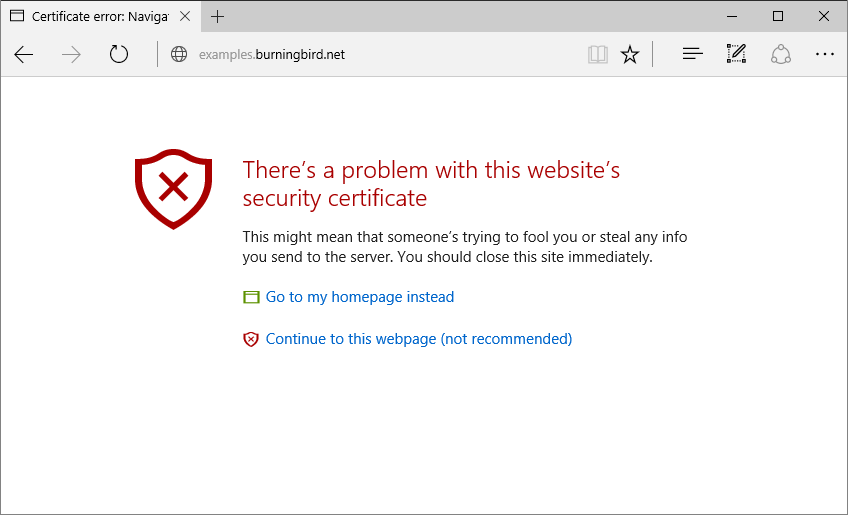 Certificate error: Naviga
examples.burningbird.net
There’s a problem with this website’s
security certificate
This might mean that someone’s trying to fool you or steal any info
you send to the server. You should close this site immediately.
Go to my homepage instead
Continue to this webpage (not recommended)